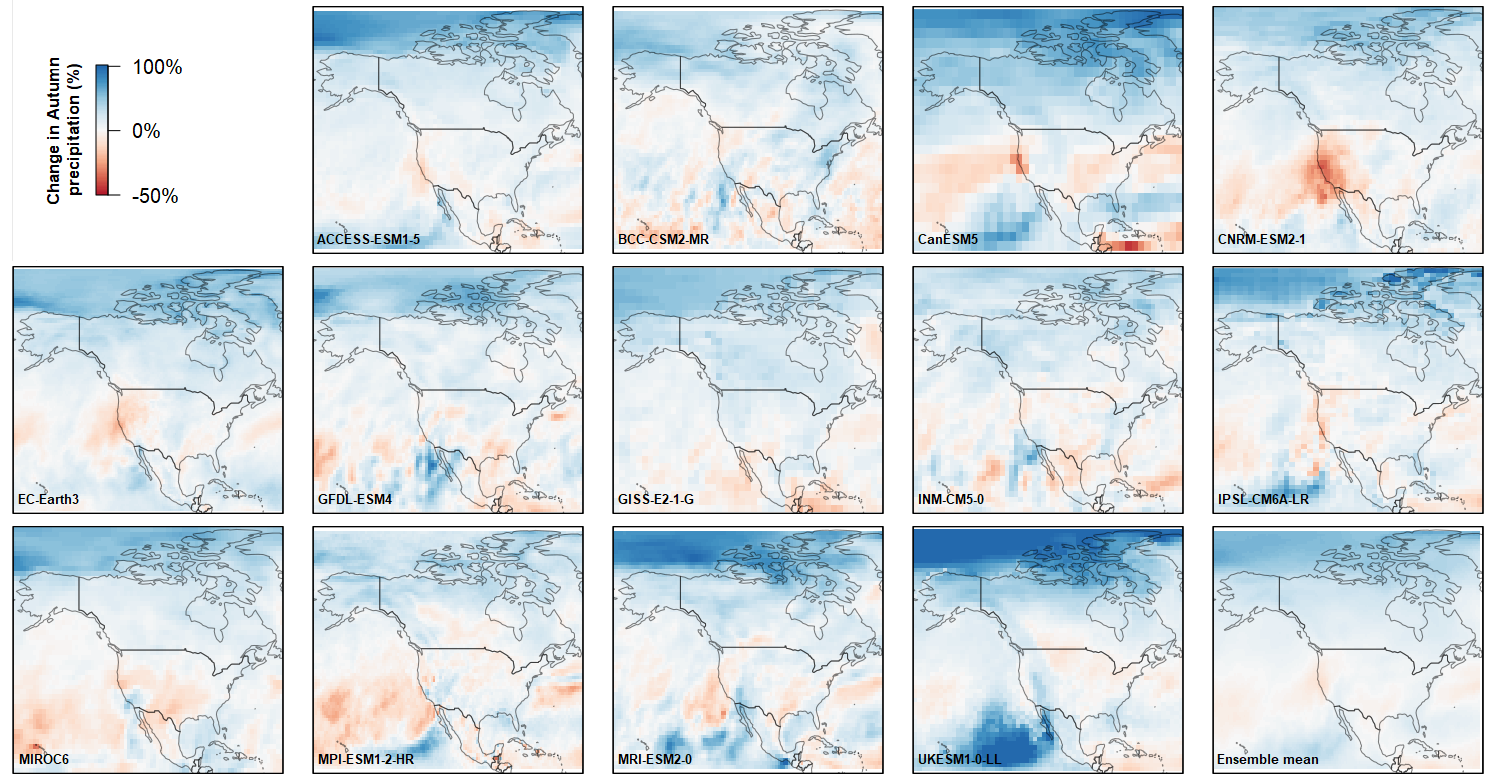 Change in Autumn
precipitation (%)
100%
0%
-50%
ACCESS-ESM1-5
BCC-CSM2-MR
CanESM5
CNRM-ESM2-1
EC-Earth3
GFDL-ESM4
GISS-E2-1-G
INM-CM5-0
IPSL-CM6A-LR
MIROC6
MPI-ESM1-2-HR
MRI-ESM2-0
UKESM1-0-LL
Ensemble mean